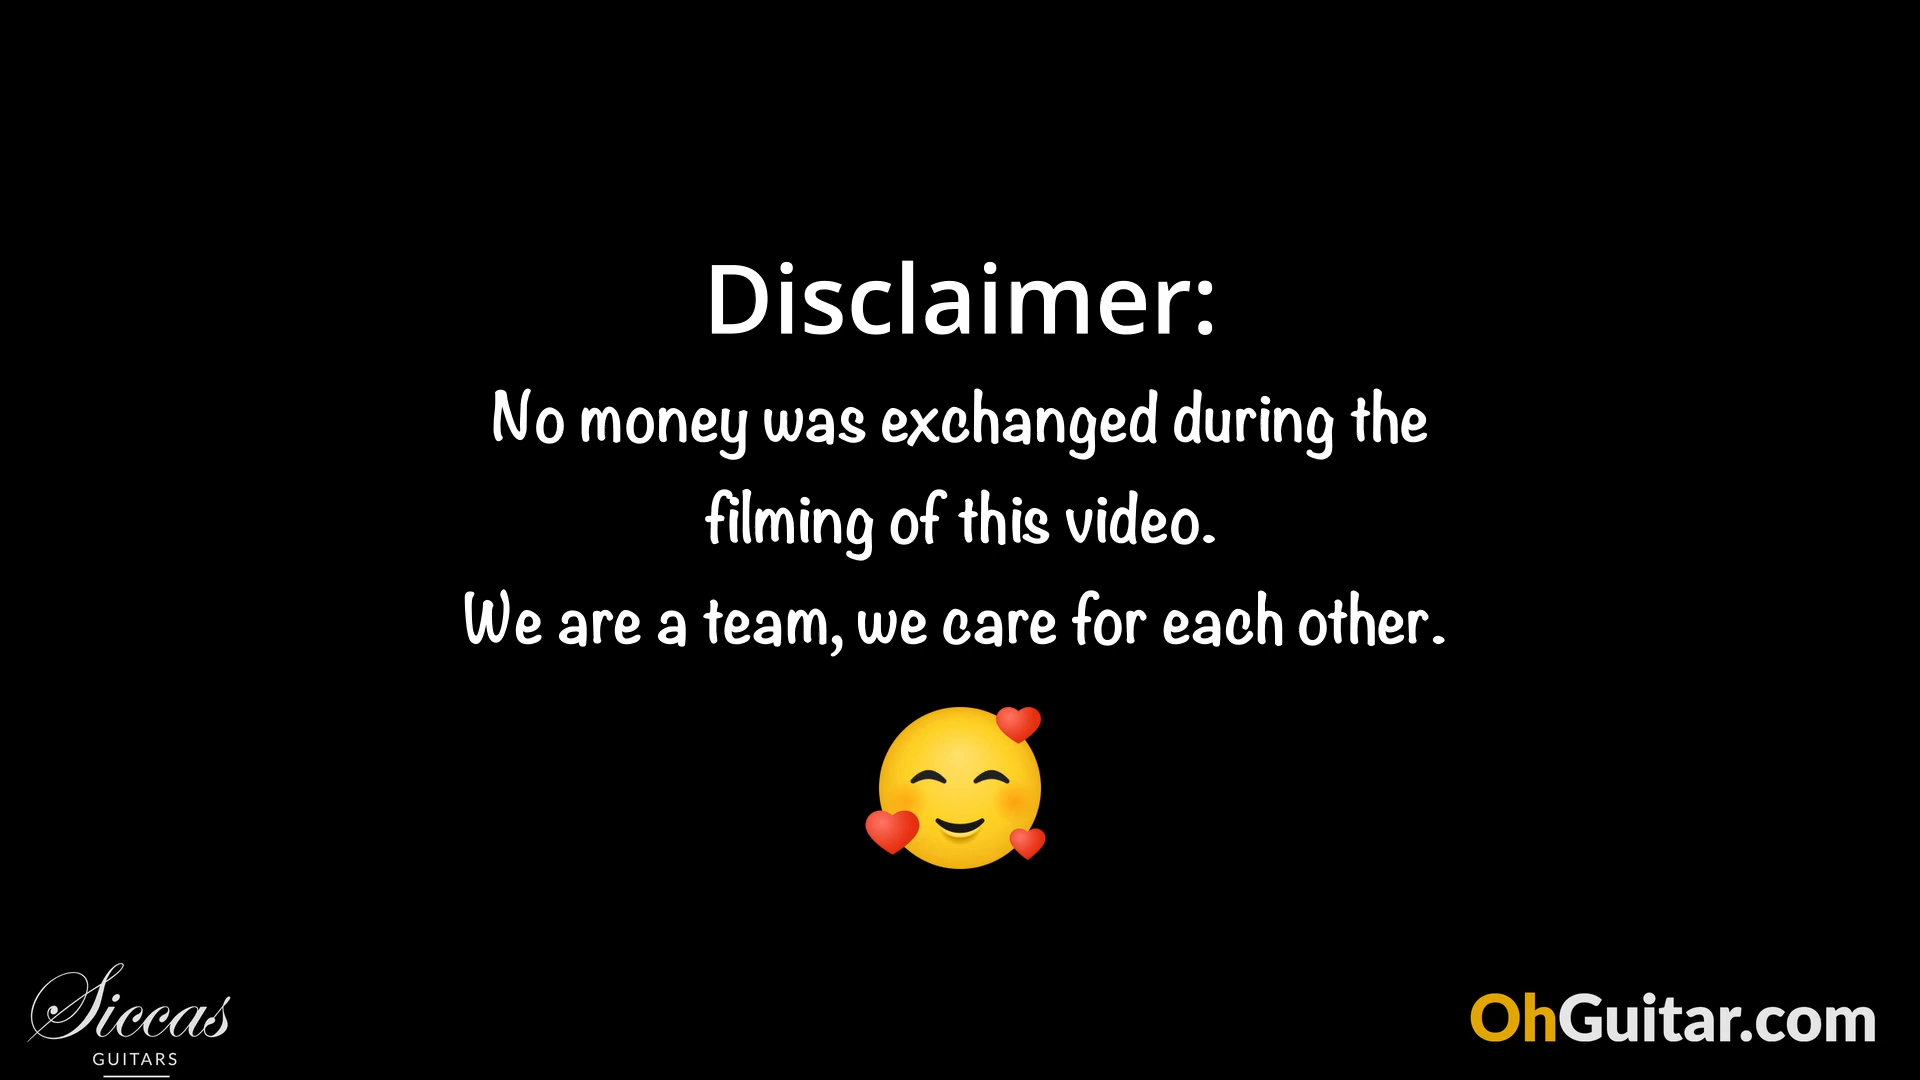 Disclaimer:
No money was exchanged during the
filming of this video.
We are a team, we care for each other.
Siccas
GUITARS
OhGuitar.com